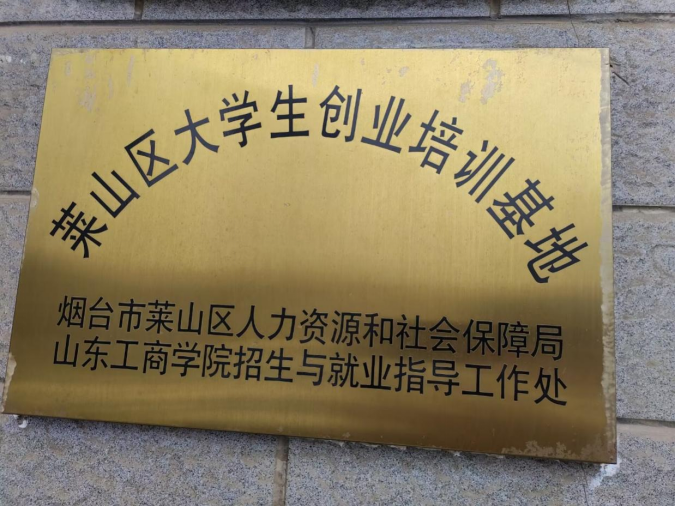 莱山区大学生创业培训基地
烟台市莱山区人力资源和社会保障局
山东工商学院招生与就业指导工作处